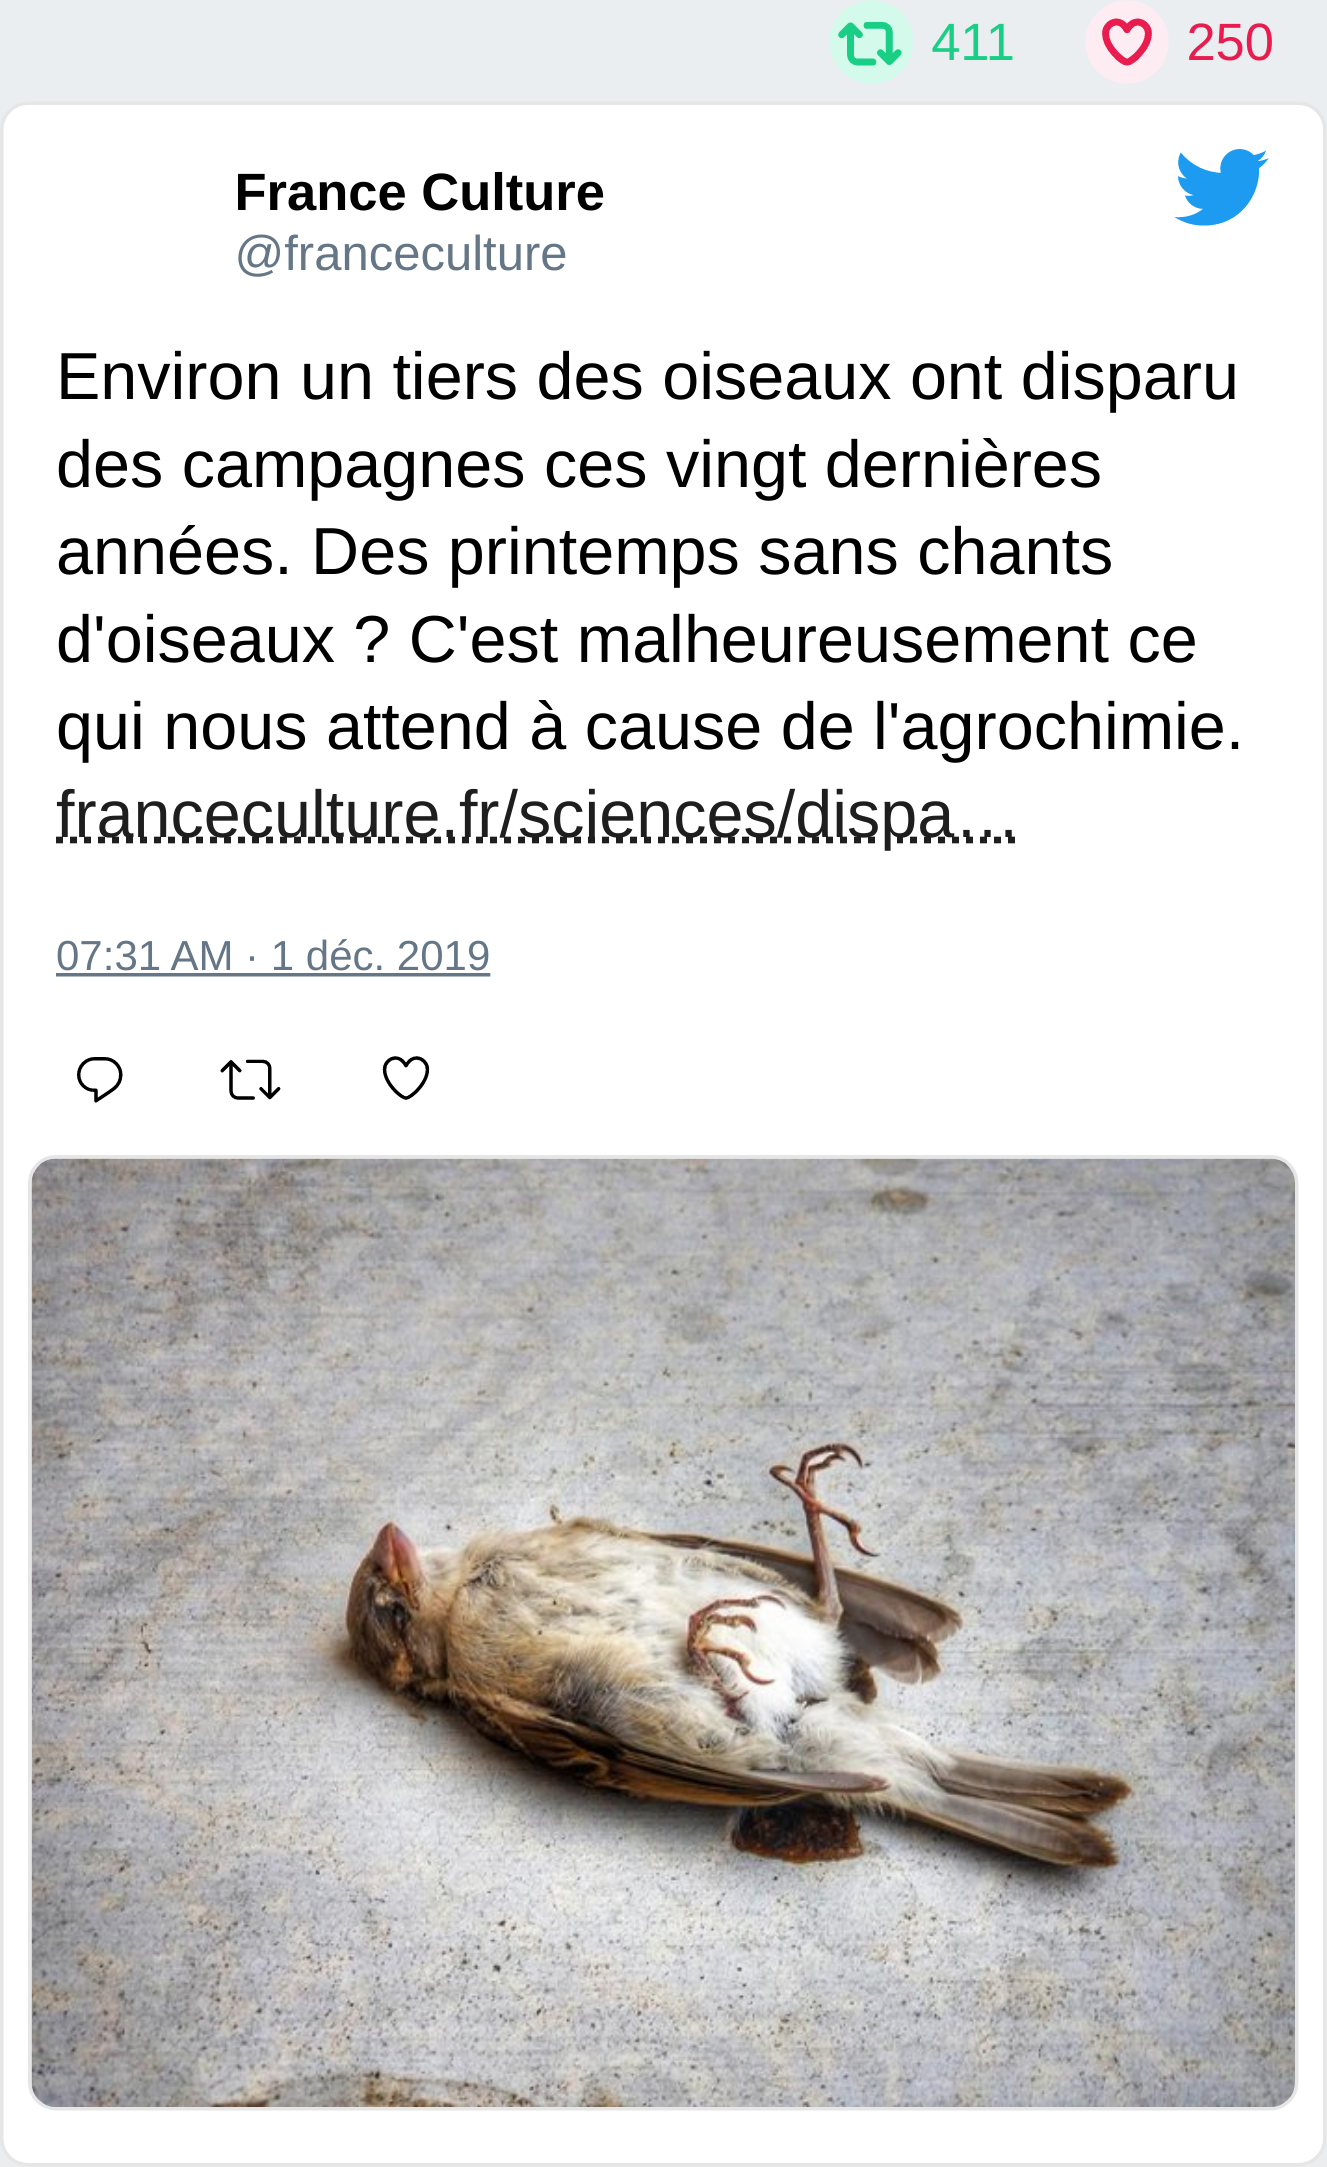 411 250
France Culture
@franceculture
Environ un tiers des oiseaux ont disparu
des campagnes ces vingt dernières
années. Des printemps sans chants
d'oiseaux ? C'est malheureusement ce
qui nous attend à cause de l'agrochimie.
franceculture.fr/sciences/dispa…
07:31 AM · 1 déc. 2019